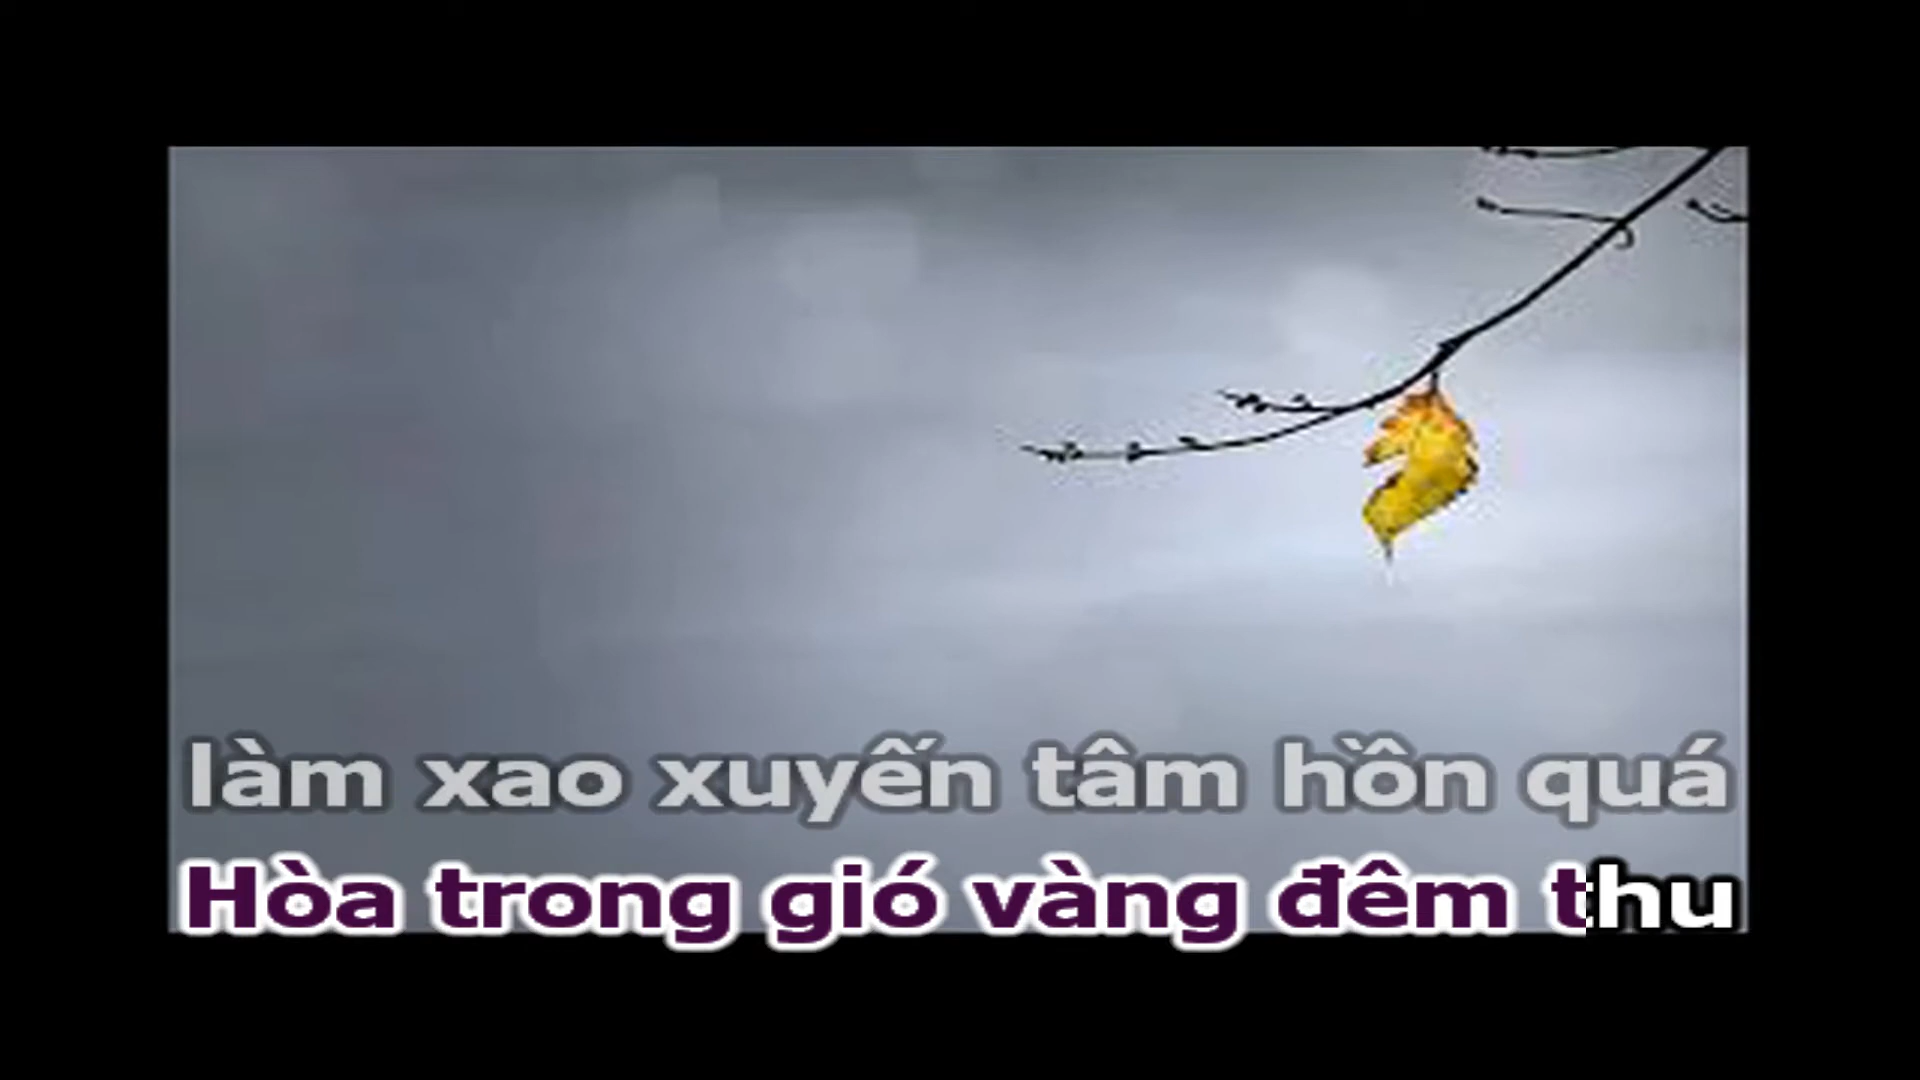 làm xao xuyến tâm hồn quá
Hòa trong gió vàng đêm thu